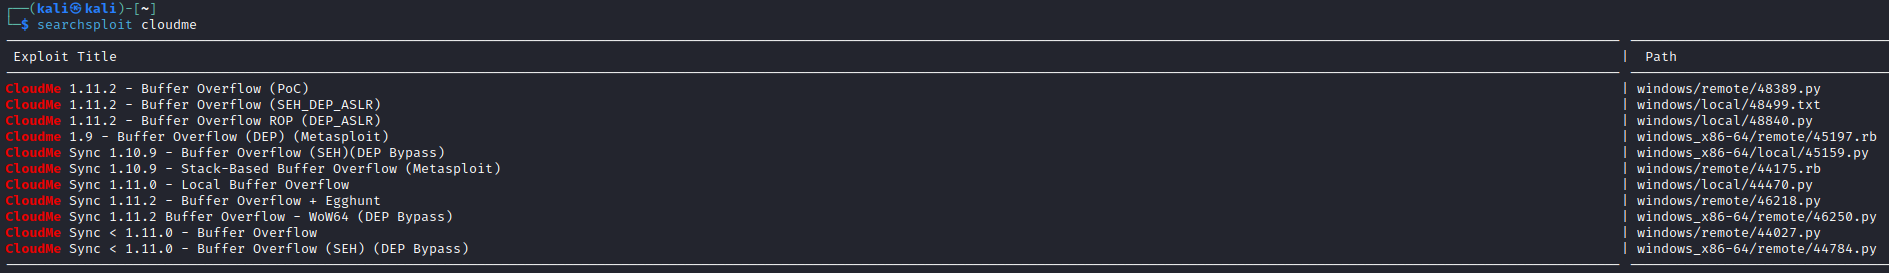 ┌──(kali㉿kali)-[~]
└─$ searchsploit cloudme
Exploit Title | Path
CloudMe 1.11.2 - Buffer Overflow (PoC) | windows/remote/48389.py
CloudMe 1.11.2 - Buffer Overflow (SEH_DEP_ASLR) | windows/local/48499.txt
CloudMe 1.11.2 - Buffer Overflow ROP (DEP_ASLR) | windows/local/48840.py
Cloudme 1.9 - Buffer Overflow (DEP) (Metasploit) | windows_x86-64/remote/45197.rb
CloudMe Sync 1.10.9 - Buffer Overflow (SEH)(DEP Bypass) | windows_x86-64/local/45159.py
CloudMe Sync 1.10.9 - Stack-Based Buffer Overflow (Metasploit) | windows/remote/44175.rb
CloudMe Sync 1.11.0 - Local Buffer Overflow | windows/local/44470.py
CloudMe Sync 1.11.2 - Buffer Overflow + Egghunt | windows/remote/46218.py
CloudMe Sync 1.11.2 Buffer Overflow - WoW64 (DEP Bypass) | windows_x86-64/remote/46250.py
CloudMe Sync < 1.11.0 - Buffer Overflow | windows/remote/44027.py
CloudMe Sync < 1.11.0 - Buffer Overflow (SEH) (DEP Bypass) | windows_x86-64/remote/44784.py